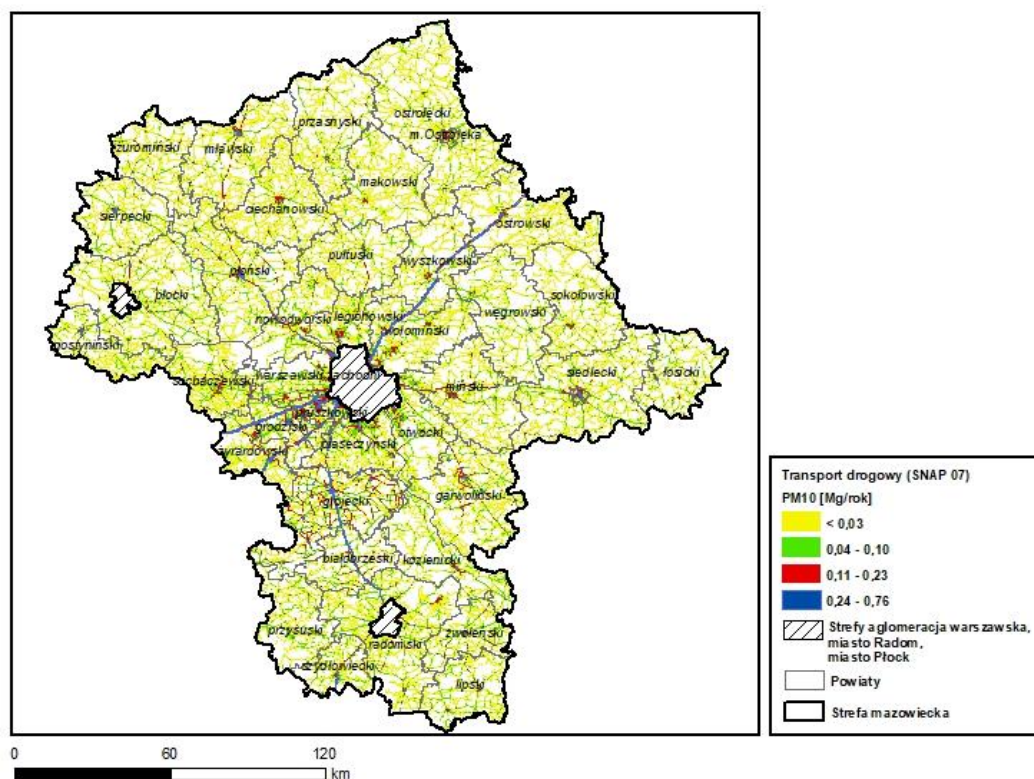 ostrołęcki
m.Ostrołęka
przasnyski
żuromiński
mławski
makowski
ciechanowski
sierpecki
ostrowski
pułtuski
wyszkowski
płoński
płocki
sokołowski
węgrowski
legionowski
nowodworski
wołomiński
gostyniński
sochaczewski
warszawski zachodni
miński
siedlecki
łosicki
pruszkowski
grodziski
otwocki
piaseczyński
żyrardowski
garwoliński
grójecki
białobrzeski
kozienicki
przysuski
radomski
zwoleński
szydłowiecki
lipski
Transport drogowy (SNAP 07)
PM10 [Mg/rok]
< 0,03
0,04 - 0,10
0,11 - 0,23
0,24 - 0,76
Strefy aglomeracja warszawska,
miasto Radom,
miasto Płock
Powiaty
Strefa mazowiecka
0 60 120
km